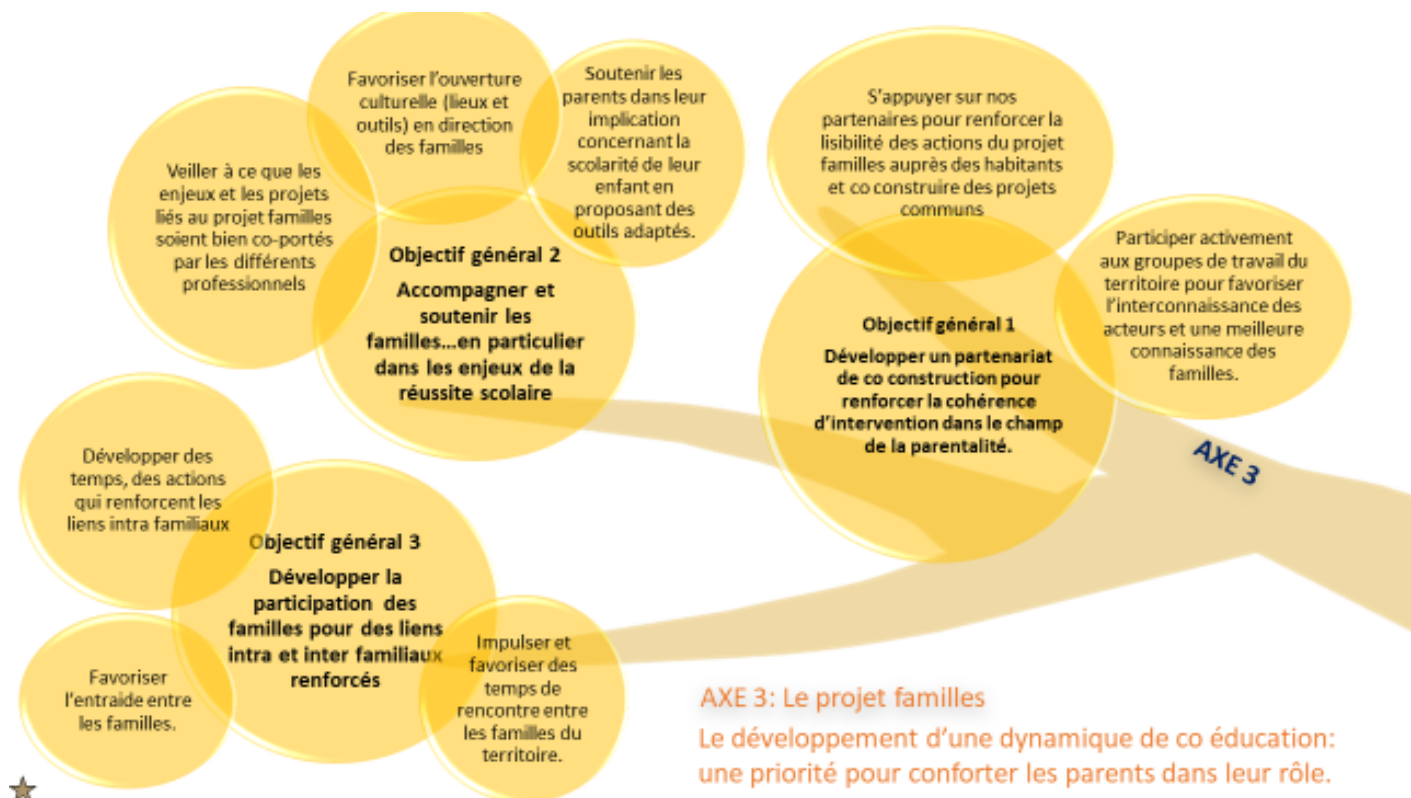 Favoriser l'ouverture
culturelle (lieux et
outils) en direction
des familles
Soutenir les
parents dans leur
implication
concernant la
scolarité de leur
enfant en
proposant des
outils adaptés.
Veiller à ce que les
enjeux et les projets
liés au projet familles
soient bien co-portés
par les différents
professionnels
Objectif général 2
Accompagner et
soutenir les
familles...en particulier
dans les enjeux de la
réussite scolaire
S'appuyer sur nos
partenaires pour renforcer la
lisibilité des actions du projet
familles auprès des habitants
et co construire des projets
communs
Participer activement
aux groupes de travail du
territoire pour favoriser
l'interconnaissance des
acteurs et une meilleure
connaissance des
familles.
Objectif général 1
Développer un partenariat
de co construction pour
renforcer la cohérence
d'intervention dans le champ
de la parentalité.
AXE 3
Développer des
temps, des actions
qui renforcent les
liens intra familiaux
Objectif général 3
Développer la
participation des
familles pour des liens
intra et inter familiaux
renforcés
Favoriser
l'entraide entre
les familles.
Impulser et
favoriser des
temps de
rencontre entre
les familles du
territoire.
AXE 3: Le projet familles
Le développement d'une dynamique de co éducation:
une priorité pour conforter les parents dans leur rôle.